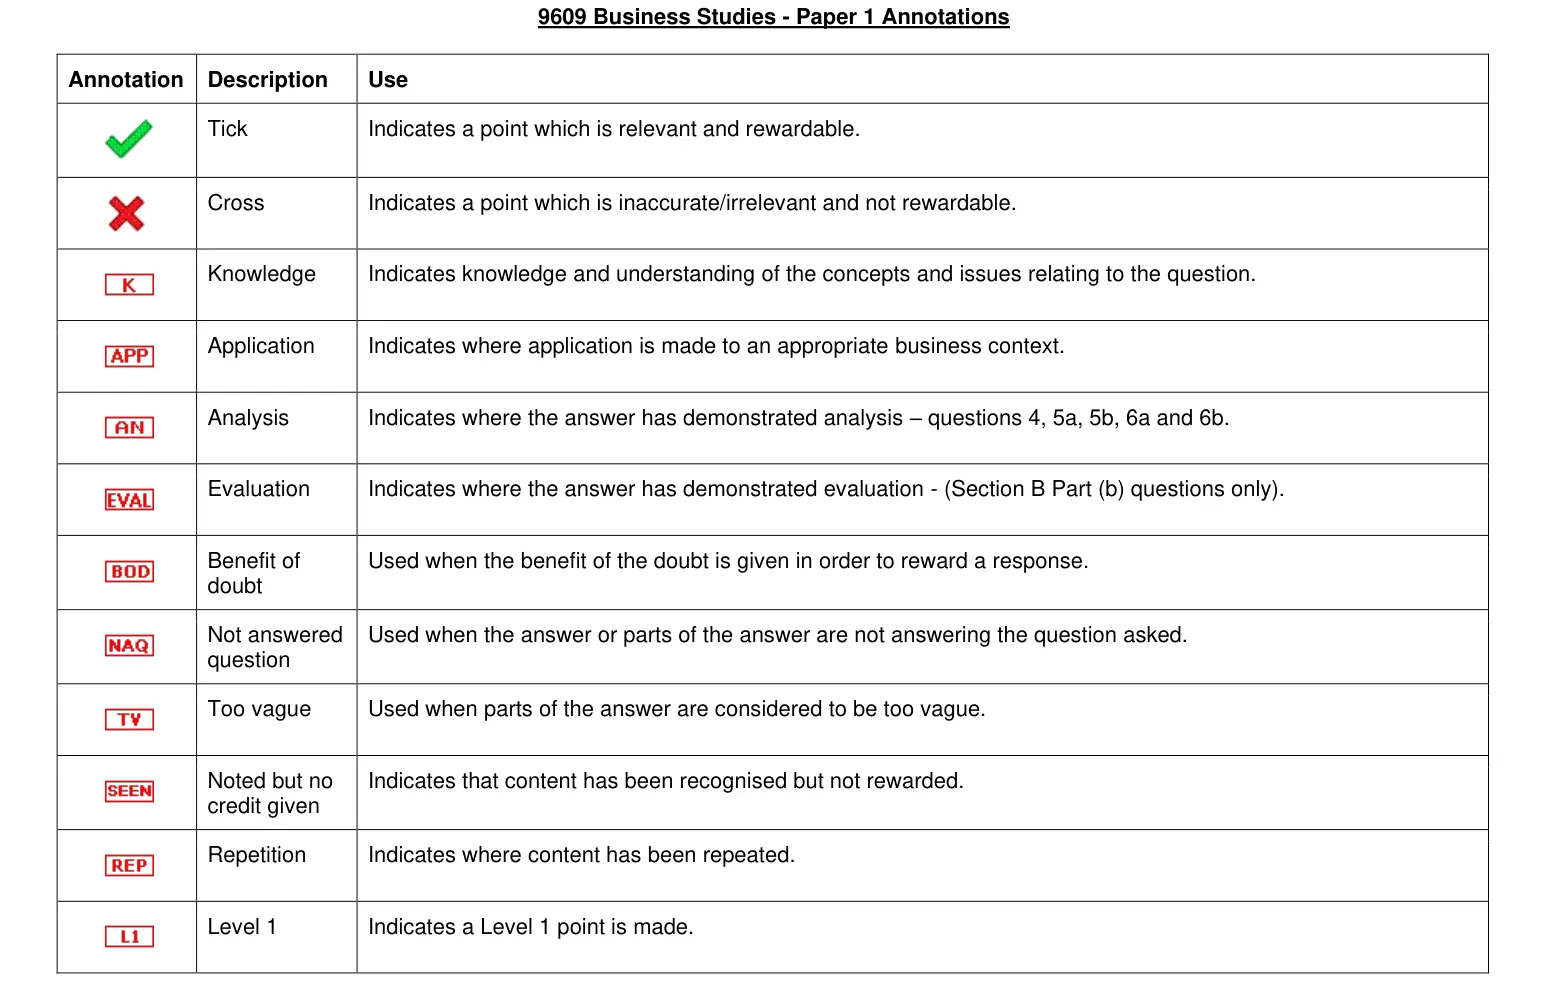 9609 Business Studies - Paper 1 Annotations
Annotation Description Use
Tick Indicates a point which is relevant and rewardable.
Cross Indicates a point which is inaccurate/irrelevant and not rewardable.
K Knowledge Indicates knowledge and understanding of the concepts and issues relating to the question.
APP Application Indicates where application is made to an appropriate business context.
AN Analysis Indicates where the answer has demonstrated analysis – questions 4, 5a, 5b, 6a and 6b.
EVAL Evaluation Indicates where the answer has demonstrated evaluation - (Section B Part (b) questions only).
BOD Benefit of Used when the benefit of the doubt is given in order to reward a response.
doubt
NAQ Not answered Used when the answer or parts of the answer are not answering the question asked.
question
TV Too vague Used when parts of the answer are considered to be too vague.
SEEN Noted but no Indicates that content has been recognised but not rewarded.
credit given
REP Repetition Indicates where content has been repeated.
L1 Level 1 Indicates a Level 1 point is made.